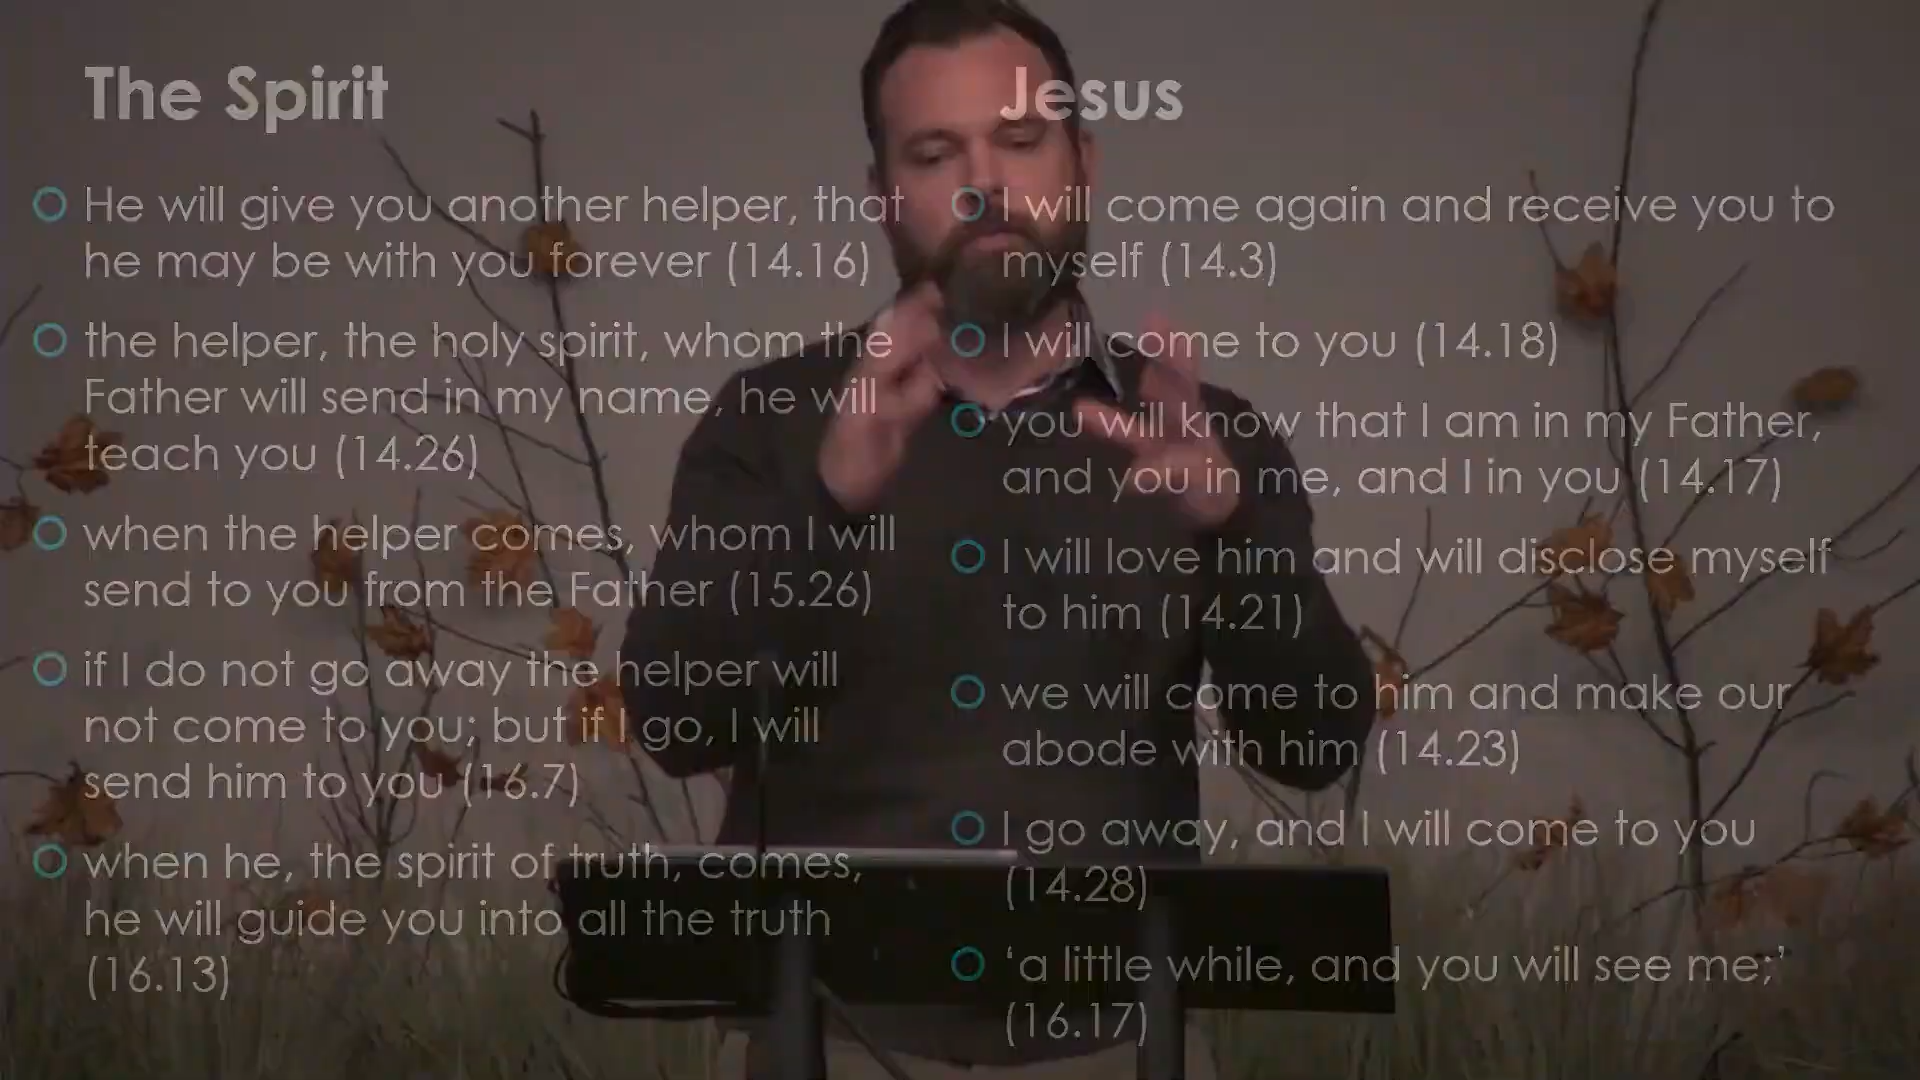 The Spirit
He will give you another helper, that
he may be with you forever (14.16)
the helper, the holy spirit, whom the
Father will send in my name, he will
teach you (14.26)
when the helper comes, whom I will
send to you from the Father (15.26)
if I do not go away the helper will
not come to you; but if I go, I will
send him to you (16.7)
when he, the spirit of truth, comes,
he will guide you into all the truth
(16.13)
Jesus
I will come again and receive you to
myself (14.3)
I will come to you (14.18)
you will know that I am in my Father,
and you in me, and I in you (14.17)
I will love him and will disclose myself
to him (14.21)
we will come to him and make our
abode with him (14.23)
I go away, and I will come to you
(14.28)
‘a little while, and you will see me;’
(16.17)